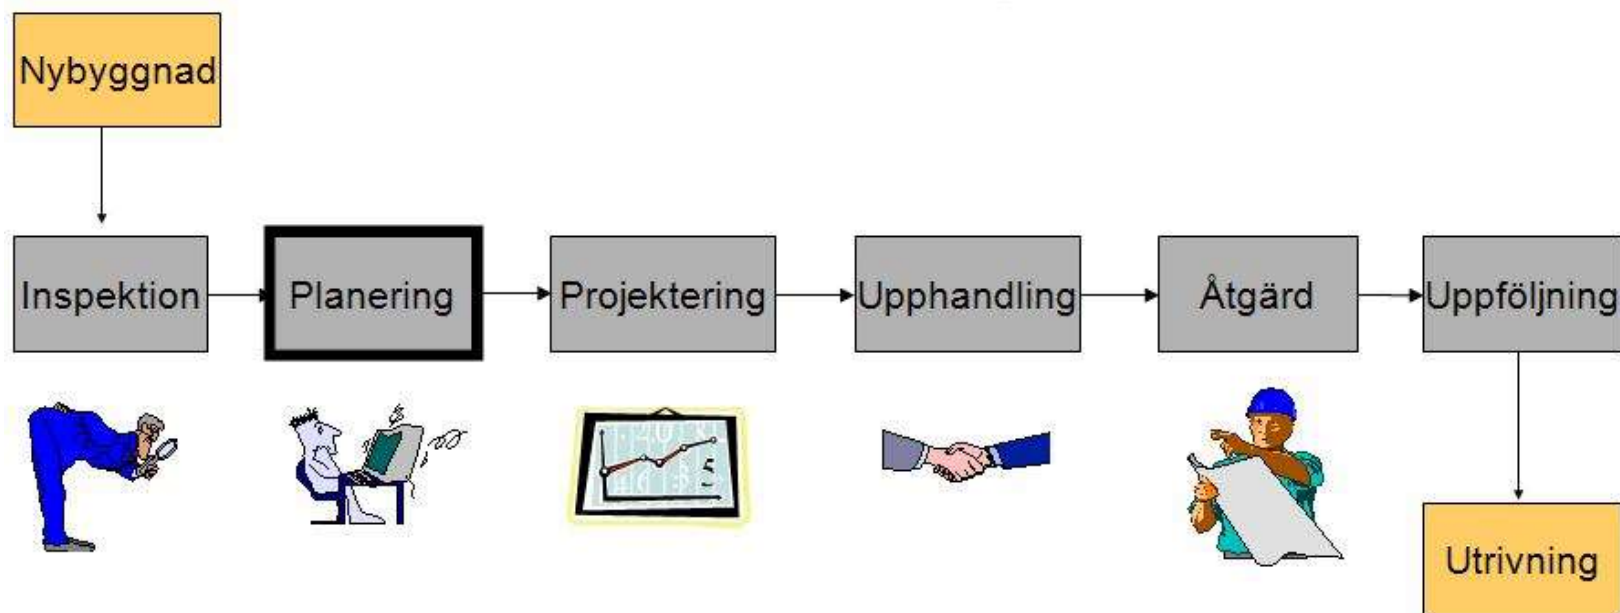 Nybyggnad
Inspektion
Planering
Projektering
Upphandling
Åtgärd
Uppföljning
Utrivning